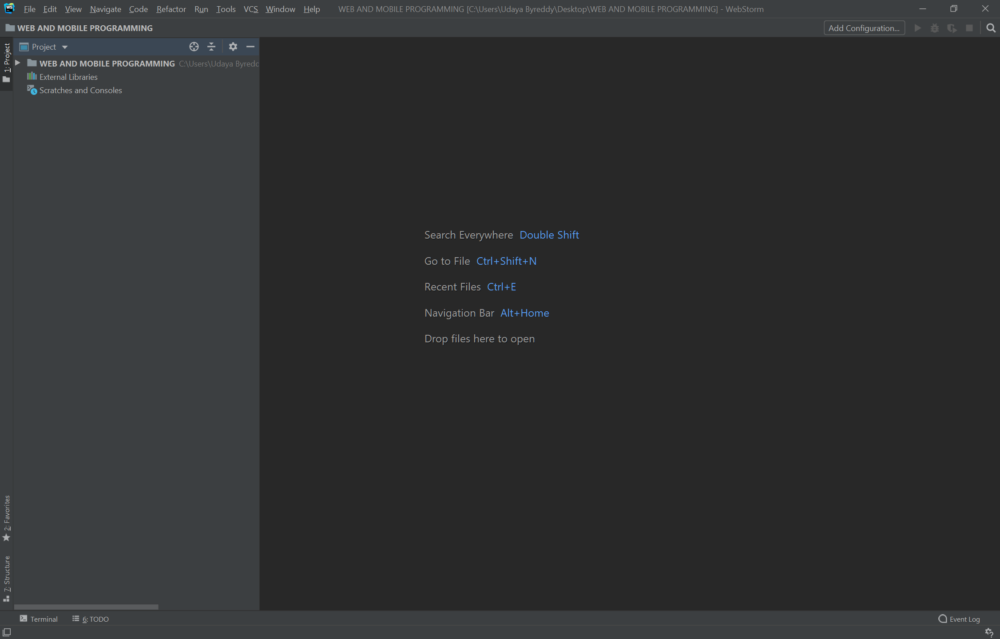 WS File Edit View Navigate Code Refactor Run Tools VCS Window Help WEB AND MOBILE PROGRAMMING [C:\Users\Udaya Byreddy\Desktop\WEB AND MOBILE PROGRAMMING] - WebStorm
WEB AND MOBILE PROGRAMMING Add Configuration...
1: Project
Project
WEB AND MOBILE PROGRAMMING C:\Users\Udaya Byredd
External Libraries
Scratches and Consoles
Search Everywhere Double Shift
Go to File Ctrl+Shift+N
Recent Files Ctrl+E
Navigation Bar Alt+Home
Drop files here to open
2: Favorites
7: Structure
Terminal 6: TODO Event Log